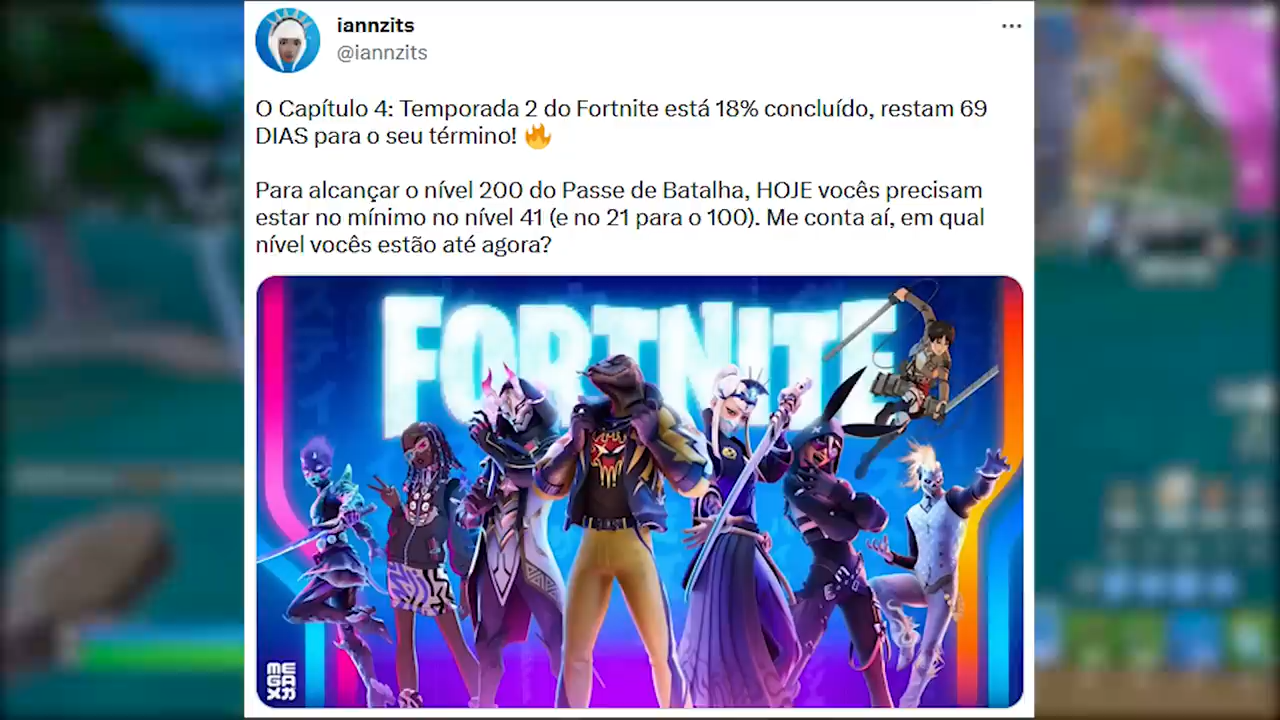 iannzits
@iannzits
O Capítulo 4: Temporada 2 do Fortnite está 18% concluído, restam 69
DIAS para o seu término! 🔥
Para alcançar o nível 200 do Passe de Batalha, HOJE vocês precisam
estar no mínimo no nível 41 (e no 21 para o 100). Me conta aí, em qual
nível vocês estão até agora?
FORTNITE